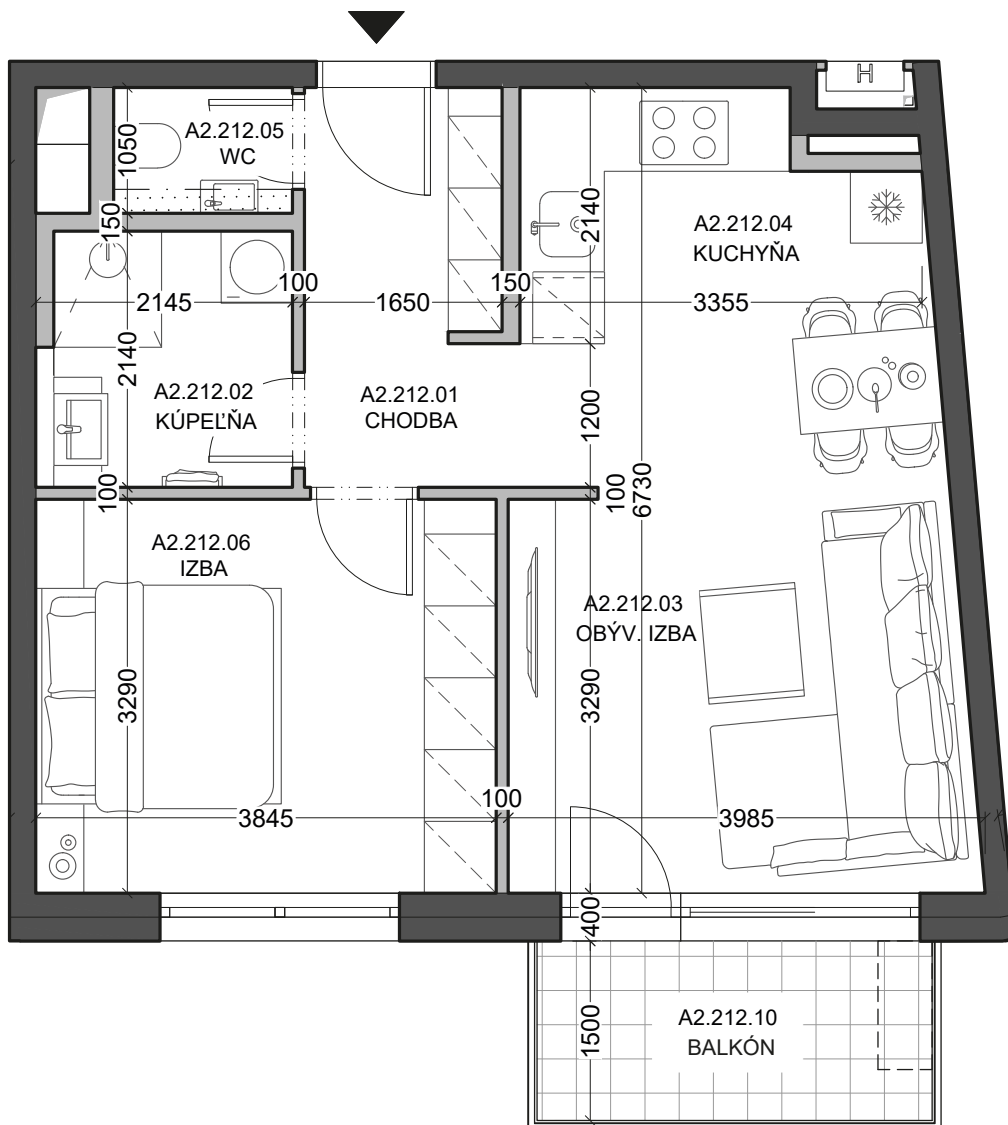 H
A2.212.05
WC
1050
150
2140
A2.212.04
KUCHYŇA
100
150
2145
1650
3355
2140
A2.212.02
KÚPEĽŇA
A2.212.01
CHODBA
1200
100
100
6730
A2.212.06
IZBA
A2.212.03
OBÝV. IZBA
3290
3290
100
3845
3985
400
1500
A2.212.10
BALKÓN